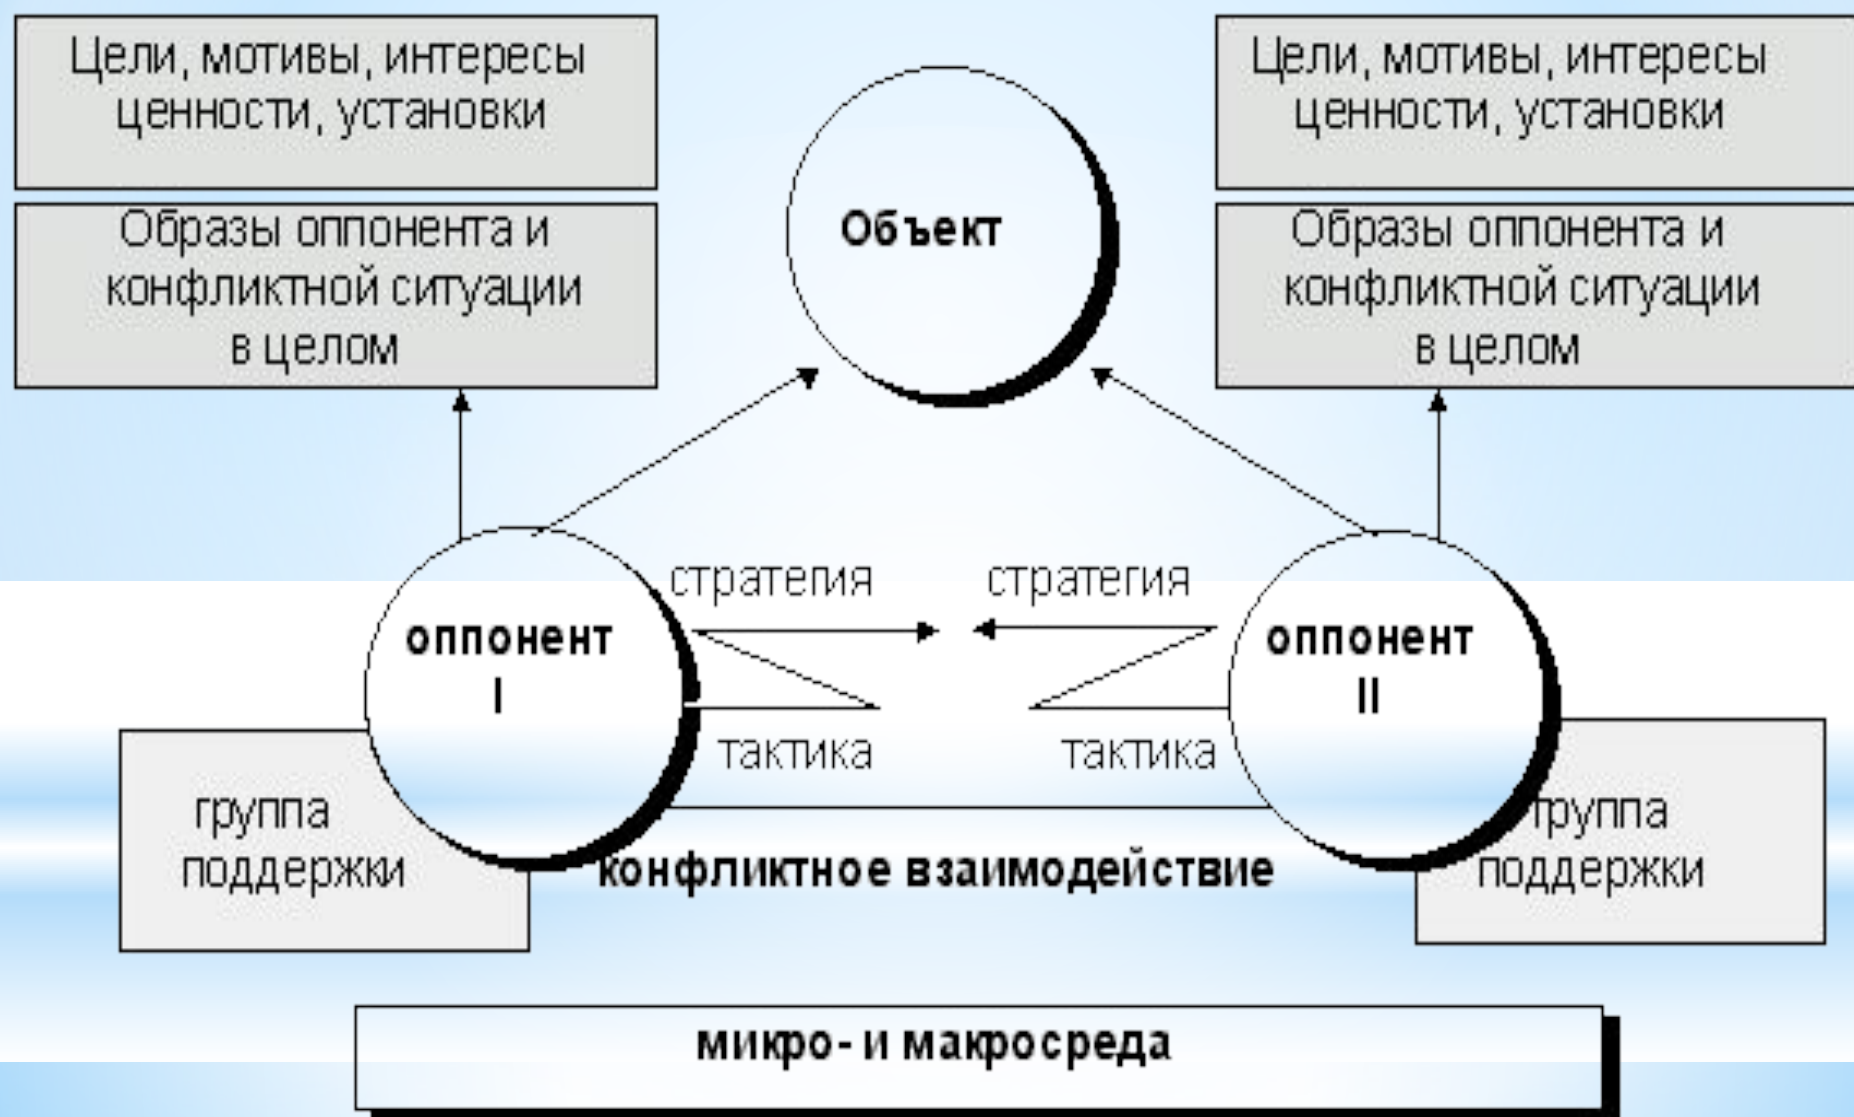 Цели, мотивы, интересы
ценности, установки
Образы оппонента и
конфликтной ситуации
в целом
Объект
Цели, мотивы, интересы
ценности, установки
Образы оппонента и
конфликтной ситуации
в целом
стратегия
стратегия
оппонент
I
оппонент
II
тактика
тактика
группа
поддержки
конфликтное взаимодействие
группа
поддержки
микро- и макросреда